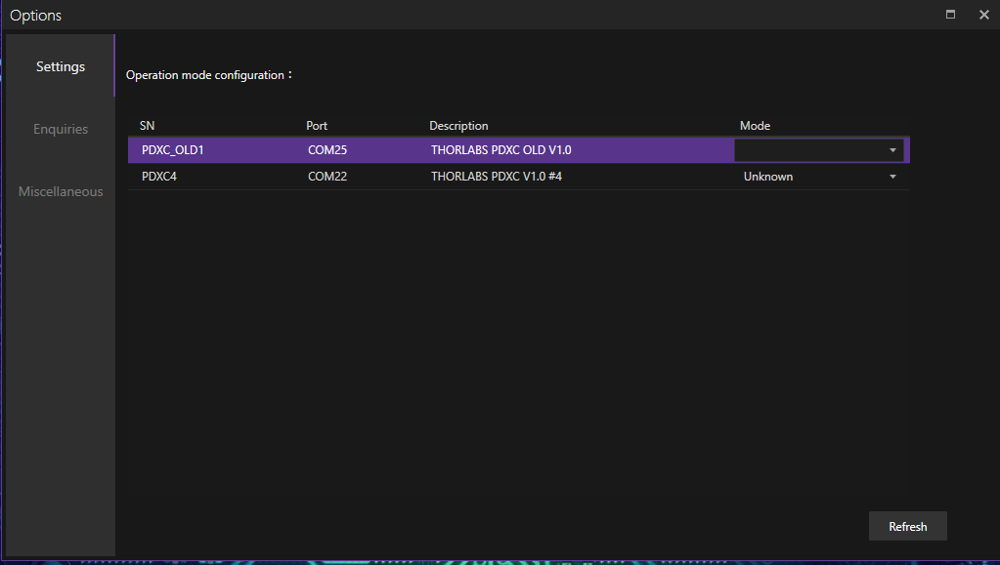 Options
Settings
Enquiries
Miscellaneous
Operation mode configuration：
SN Port Description Mode
PDXC_OLD1 COM25 THORLABS PDXC OLD V1.0
PDXC4 COM22 THORLABS PDXC V1.0 #4 Unknown
Refresh